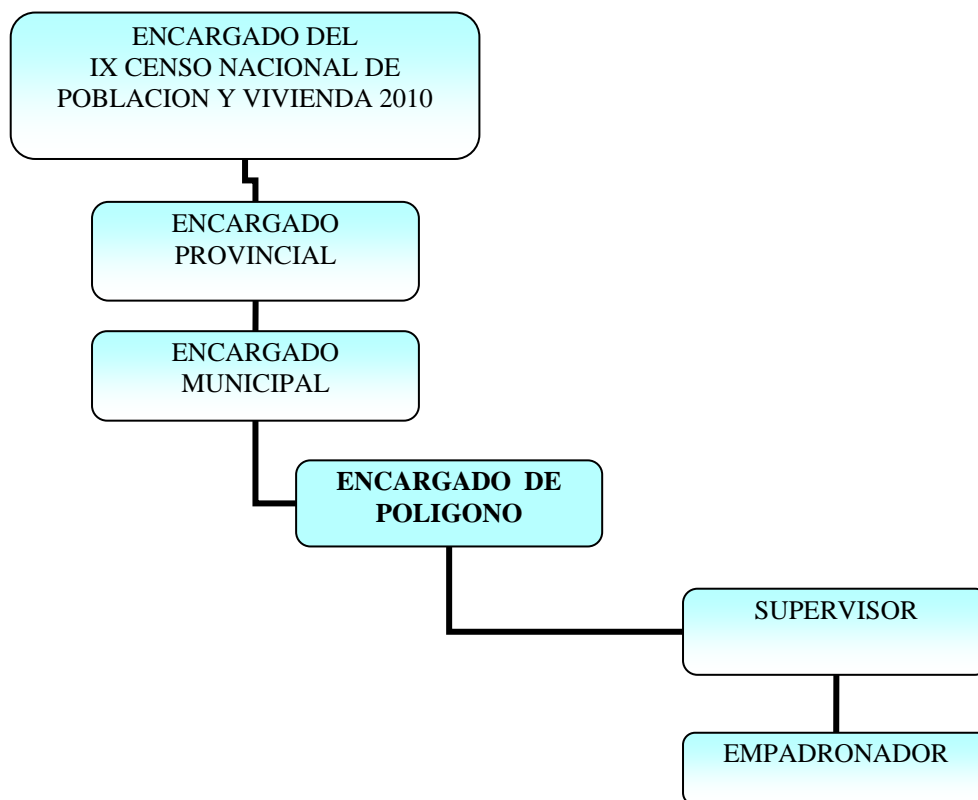 ENCARGADO DEL
IX CENSO NACIONAL DE
POBLACION Y VIVIENDA 2010
ENCARGADO
PROVINCIAL
ENCARGADO
MUNICIPAL
ENCARGADO DE
POLIGONO
SUPERVISOR
EMPADRONADOR